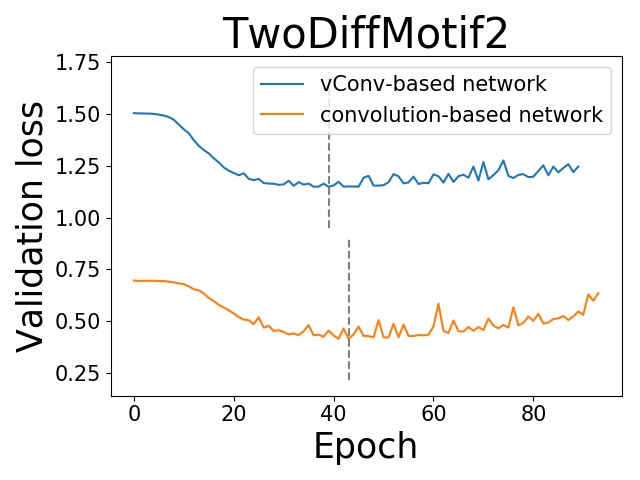 TwoDiffMotif2
Validation loss
1.75
1.50
1.25
1.00
0.75
0.50
0.25
vConv-based network
convolution-based network
0
20
40
60
80
Epoch